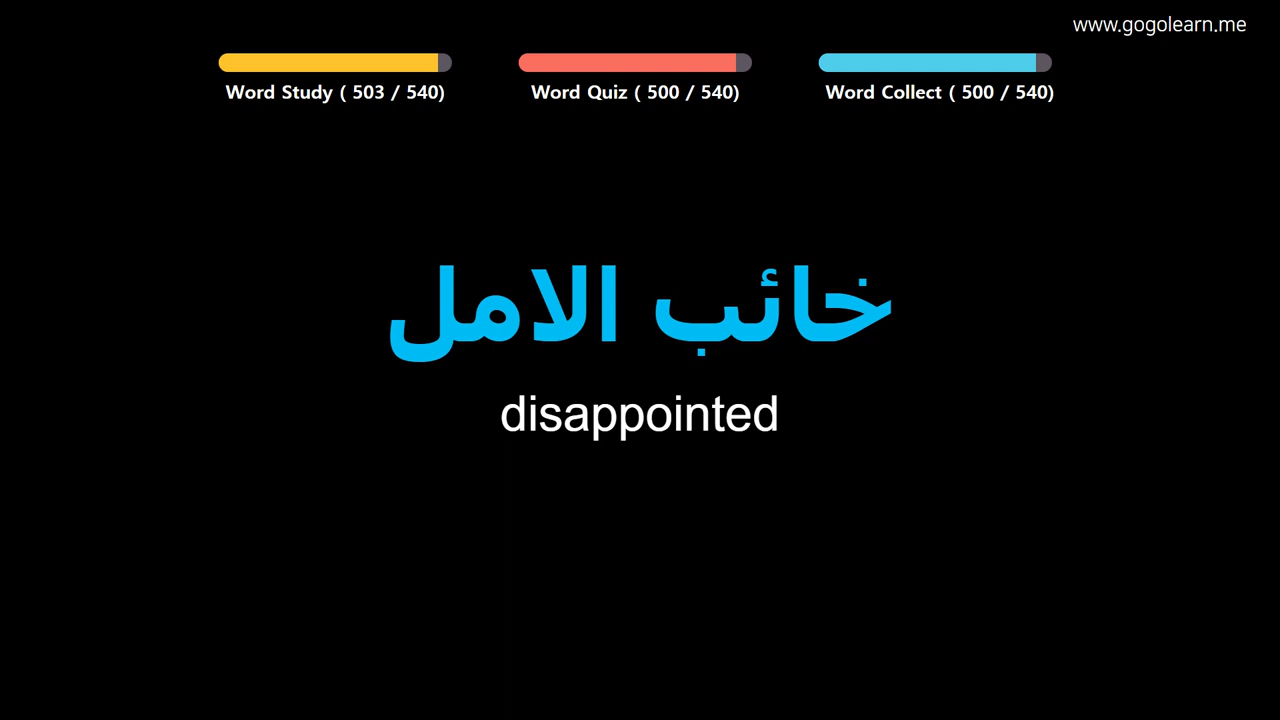 www.gogolearn.me
Word Study ( 503 / 540)
Word Quiz ( 500 / 540)
Word Collect ( 500 / 540)
خائب الامل
disappointed